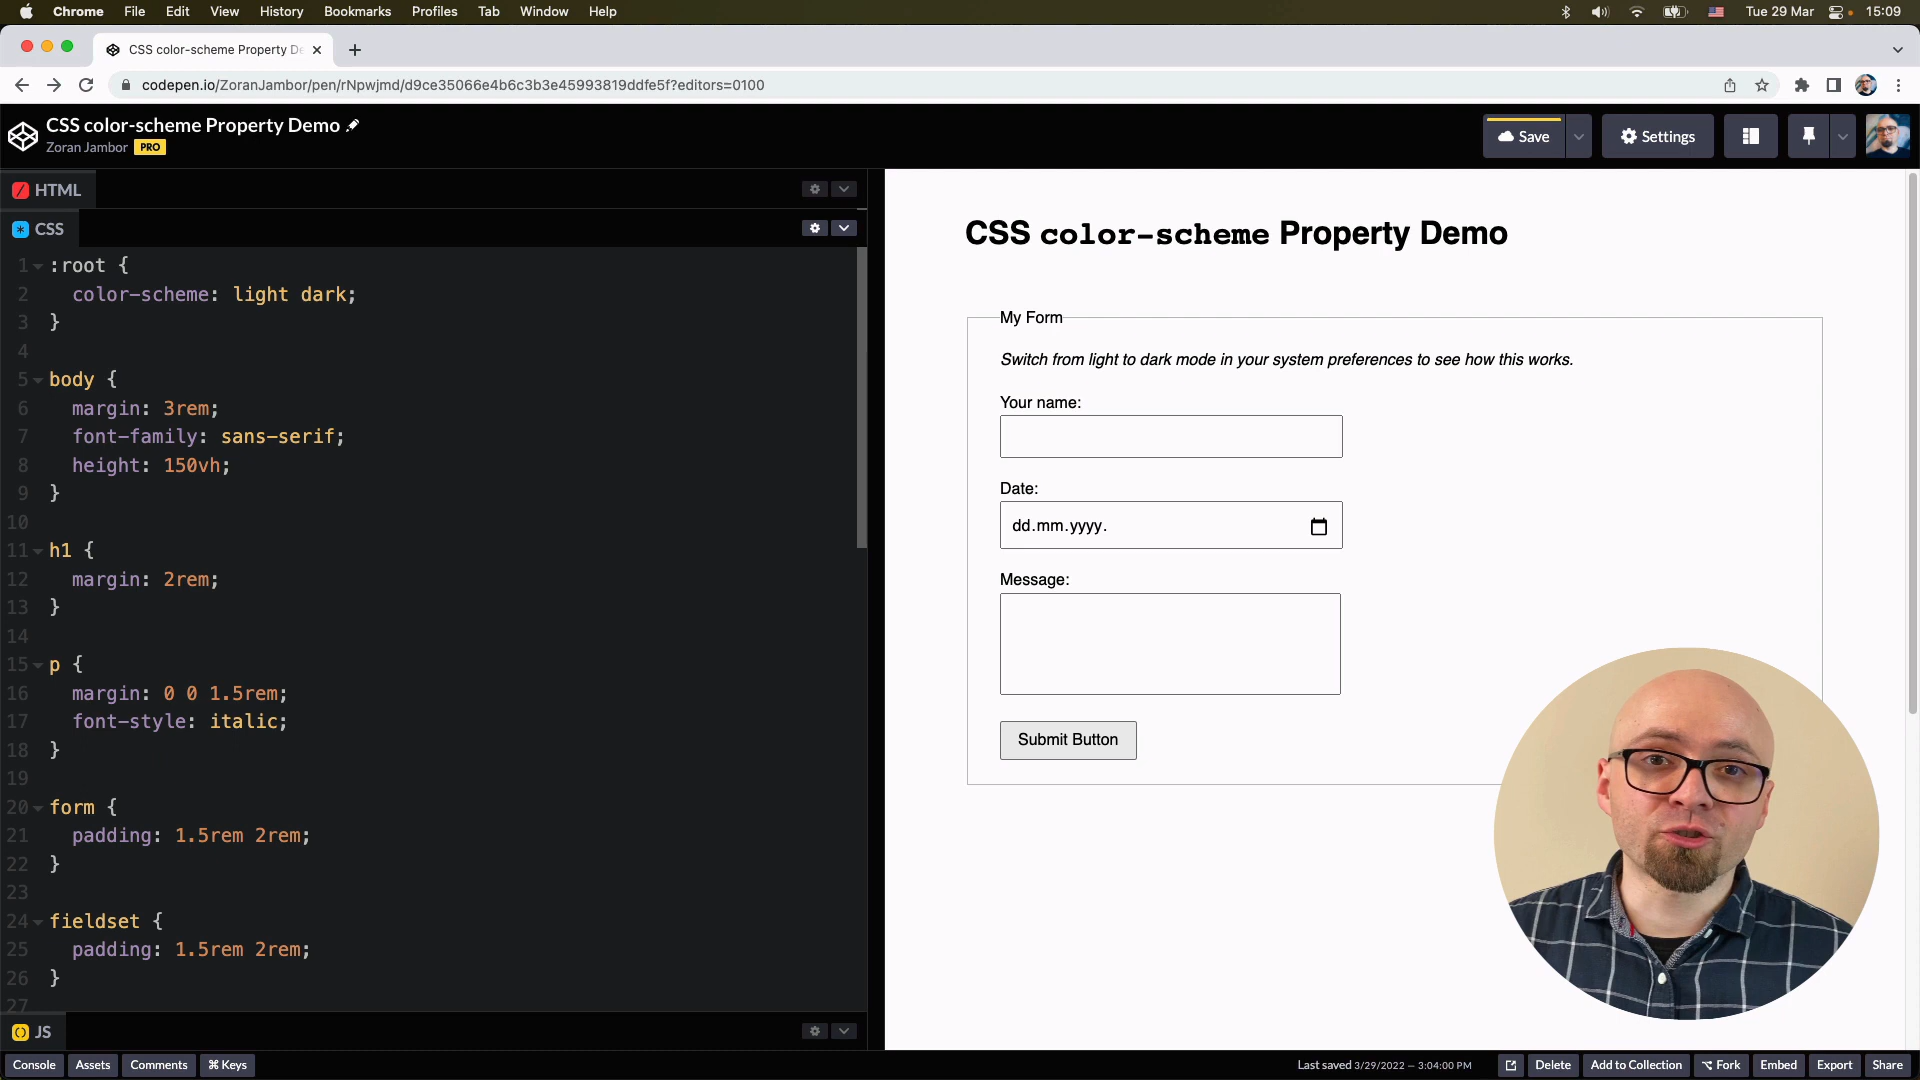 Chrome File Edit View History Bookmarks Profiles Tab Window Help Tue 29 Mar 15:09
CSS color-scheme Property De
codepen.io/ZoranJambor/pen/rNpwjmd/d9ce35066e4b6c3b3e45993819ddfe5f?editors=0100
CSS color-scheme Property Demo
Zoran Jambor PRO
Save Settings
HTML
CSS
1 :root {
2 color-scheme: light dark;
3 }
4
5 body {
6 margin: 3rem;
7 font-family: sans-serif;
8 height: 150vh;
9 }
10
11 h1 {
12 margin: 2rem;
13 }
14
15 p {
16 margin: 0 0 1.5rem;
17 font-style: italic;
18 }
19
20 form {
21 padding: 1.5rem 2rem;
22 }
23
24 fieldset {
25 padding: 1.5rem 2rem;
26 }
27
JS
CSS color-scheme Property Demo
My Form
Switch from light to dark mode in your system preferences to see how this works.
Your name:
Date:
dd.mm.yyyy.
Message:
Submit Button
Console Assets Comments ⌘ Keys Last saved 3/29/2022 — 3:04:00 PM Delete Add to Collection ⌥ Fork Embed Export Share